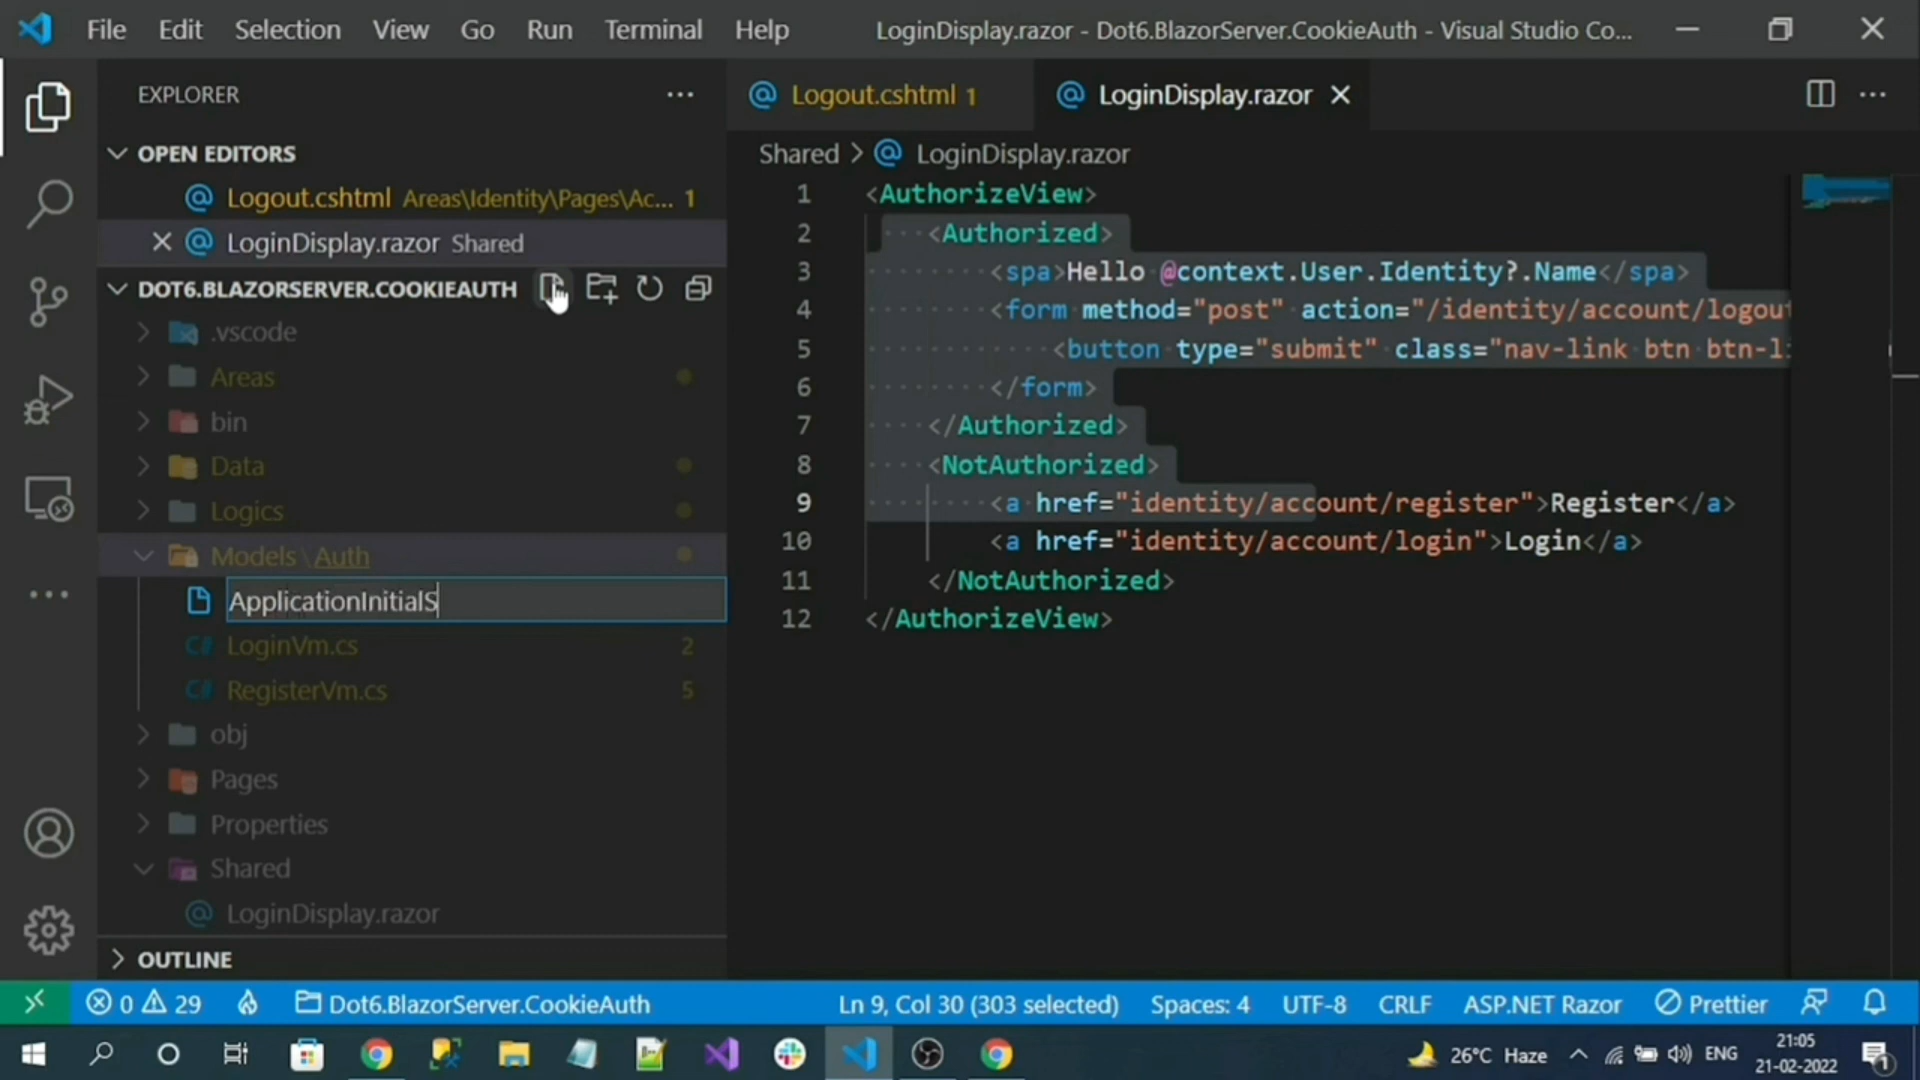 File Edit Selection View Go Run Terminal Help LoginDisplay.razor - Dot6.BlazorServer.CookieAuth - Visual Studio Co...
EXPLORER
OPEN EDITORS
Logout.cshtml Areas\Identity\Pages\Ac... 1
LoginDisplay.razor Shared
DOT6.BLAZORSERVER.COOKIEAUTH
.vscode
Areas
bin
Data
Logics
Models \ Auth
ApplicationInitialS
LoginVm.cs 2
RegisterVm.cs 5
obj
Pages
Properties
Shared
LoginDisplay.razor
OUTLINE
Logout.cshtml 1 LoginDisplay.razor
Shared > LoginDisplay.razor
1 <AuthorizeView>
2 <Authorized>
3 <spa>Hello @context.User.Identity?.Name</spa>
4 <form method="post" action="/identity/account/logout
5 <button type="submit" class="nav-link btn btn-l
6 </form>
7 </Authorized>
8 <NotAuthorized>
9 <a href="identity/account/register">Register</a>
10 <a href="identity/account/login">Login</a>
11 </NotAuthorized>
12 </AuthorizeView>
0 29 Dot6.BlazorServer.CookieAuth Ln 9, Col 30 (303 selected) Spaces: 4 UTF-8 CRLF ASP.NET Razor Prettier
26°C Haze ENG 21:05
21-02-2022 1